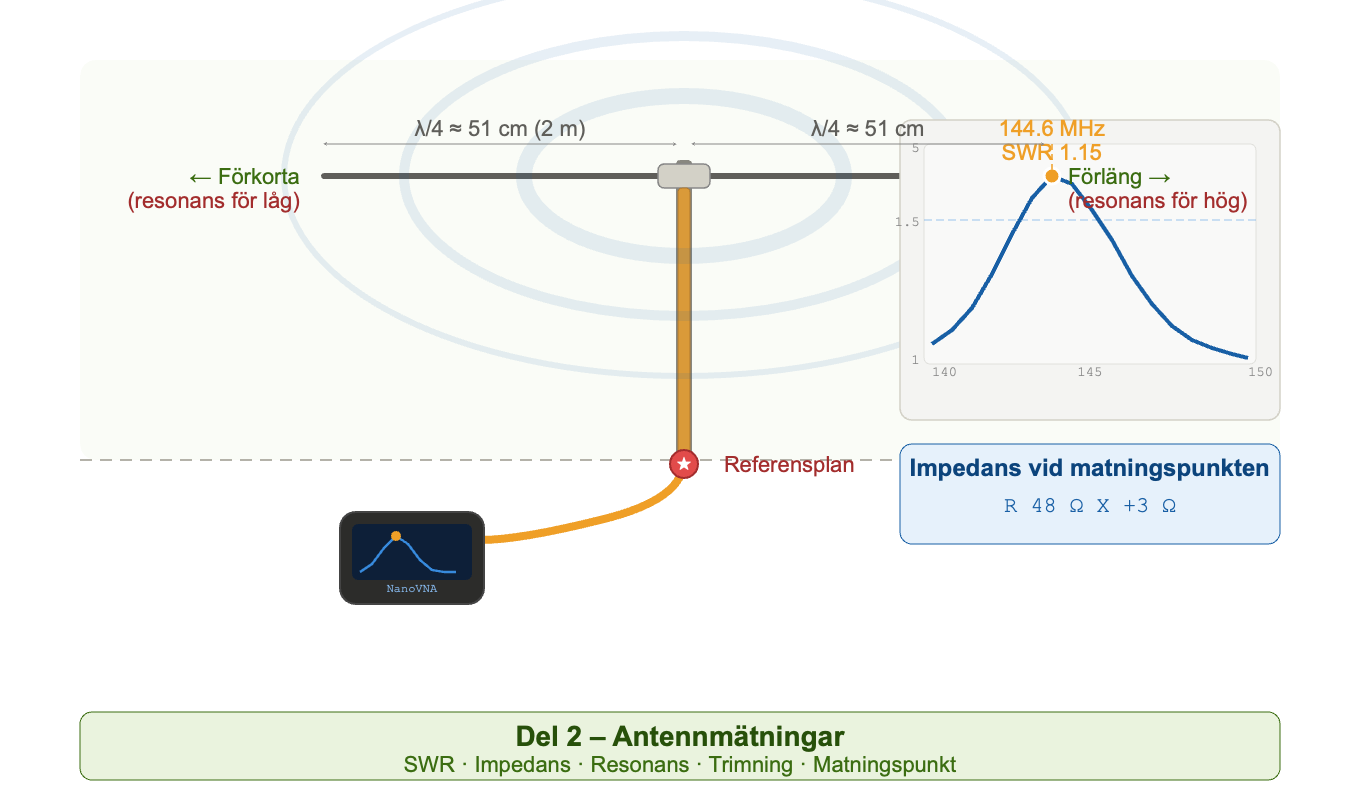 λ/4 ≈ 51 cm (2 m)
λ/4 ≈ 51 cm
144.6 MHz
SWR 1.15
← Förkorta
(resonans för låg)
Förläng →
(resonans för hög)
5
1.5
1
140 145 150
Referensplan
Impedans vid matningspunkten
R 48 Ω X +3 Ω
NanoVNA
Del 2 – Antennmätningar
SWR · Impedans · Resonans · Trimning · Matningspunkt